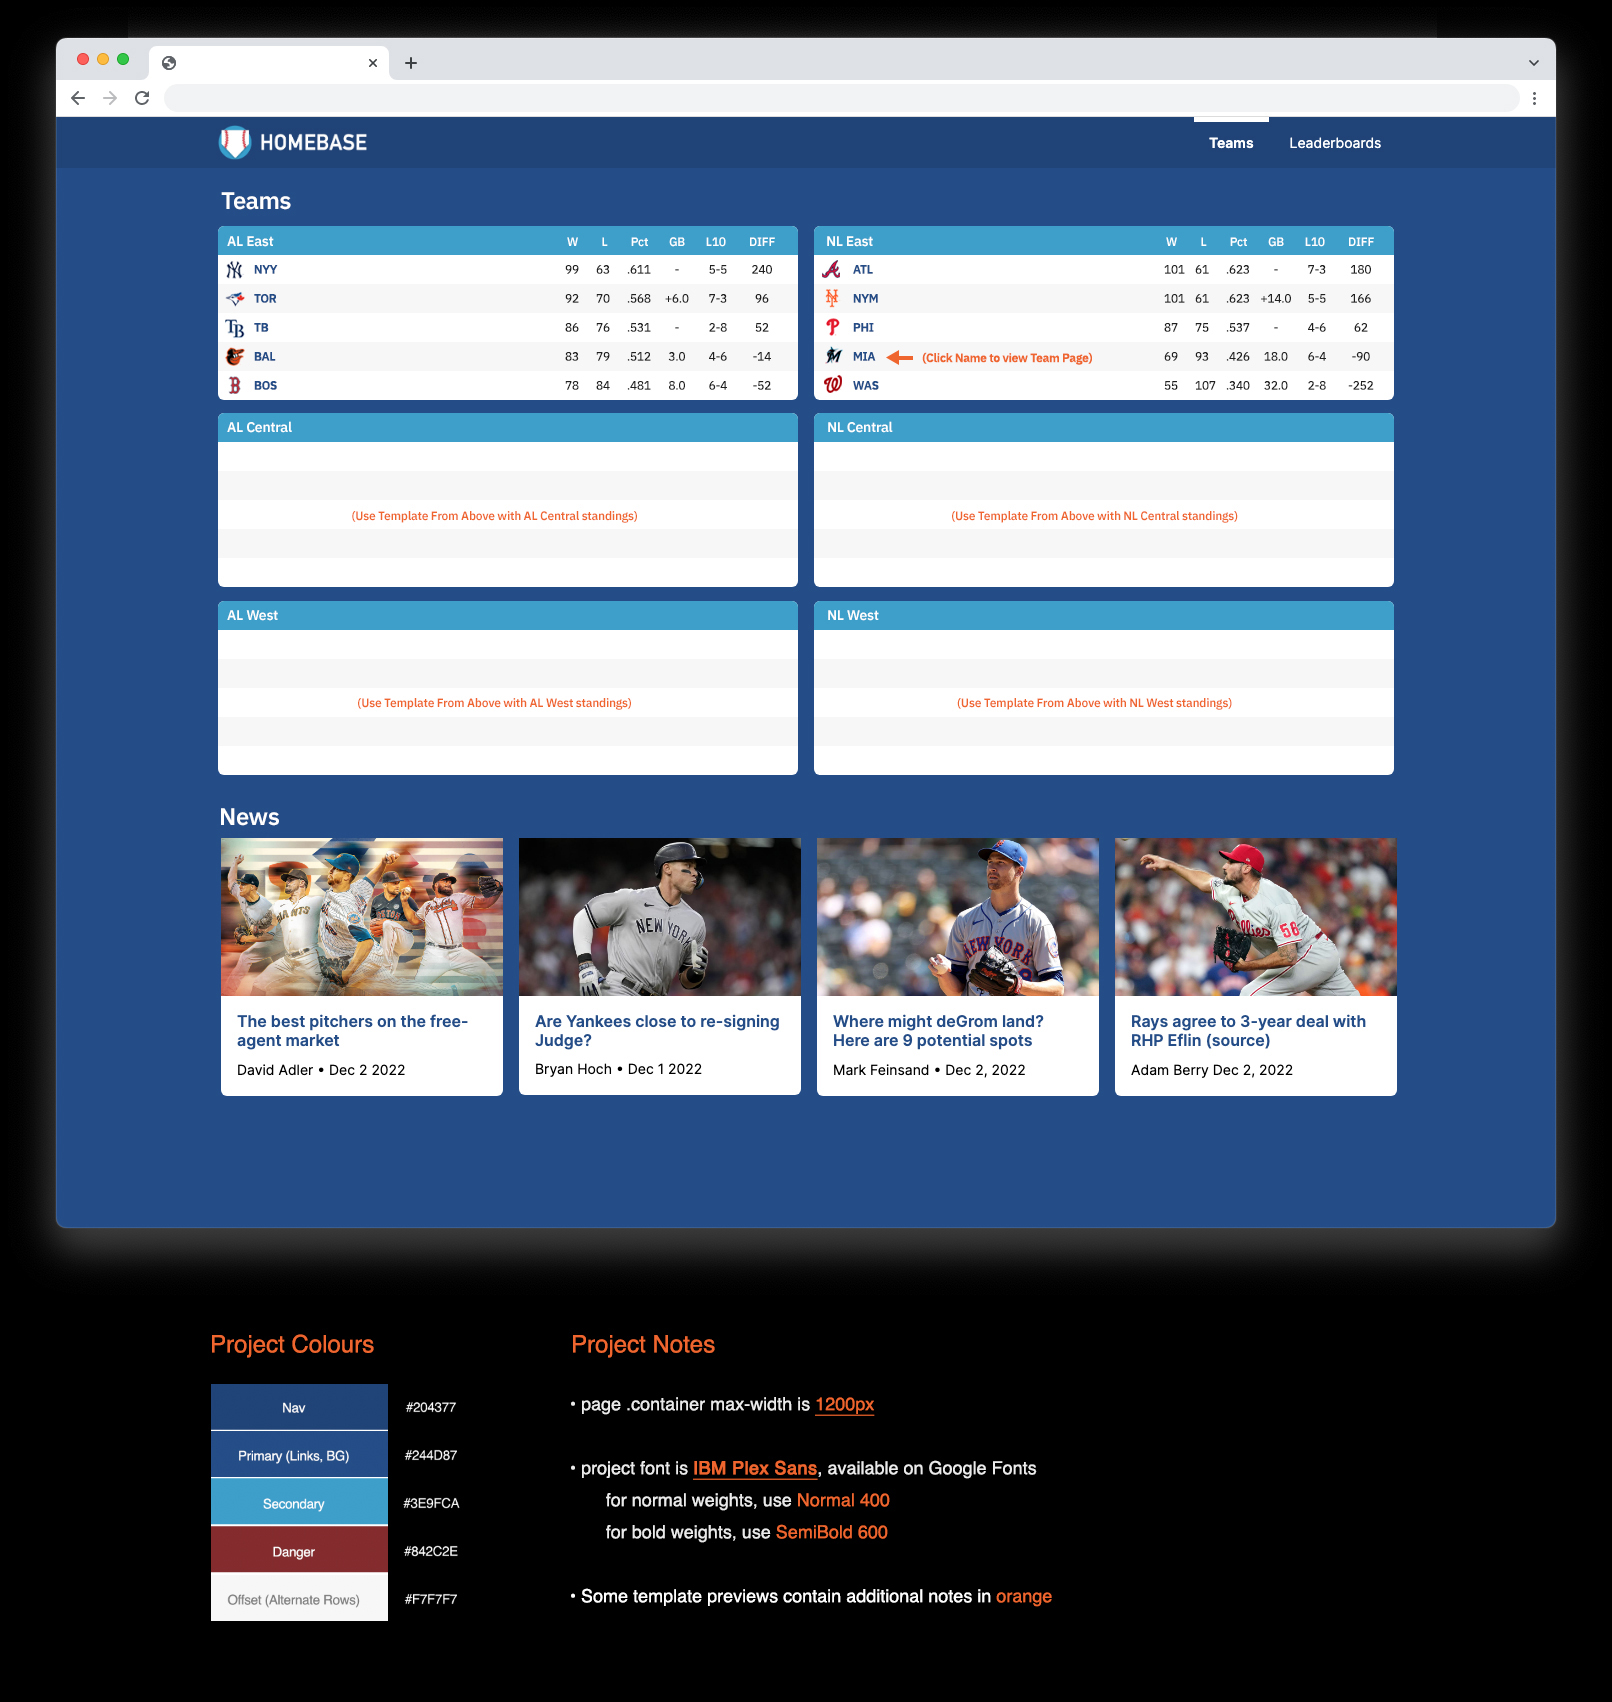 HOMEBASE
Teams
Leaderboards
Teams
AL East W L Pct GB L10 DIFF
NYY 99 63 .611 - 5-5 240
TOR 92 70 .568 +6.0 7-3 96
TB 86 76 .531 - 2-8 52
BAL 83 79 .512 3.0 4-6 -14
BOS 78 84 .481 8.0 6-4 -52
NL East W L Pct GB L10 DIFF
ATL 101 61 .623 - 7-3 180
NYM 101 61 .623 +14.0 5-5 166
PHI 87 75 .537 - 4-6 62
MIA (Click Name to view Team Page) 69 93 .426 18.0 6-4 -90
WAS 55 107 .340 32.0 2-8 -252
AL Central
(Use Template From Above with AL Central standings)
NL Central
(Use Template From Above with NL Central standings)
AL West
(Use Template From Above with AL West standings)
NL West
(Use Template From Above with NL West standings)
News
GIANTS
The best pitchers on the free-
agent market
David Adler • Dec 2 2022
NEW YORK
Are Yankees close to re-signing
Judge?
Bryan Hoch • Dec 1 2022
NEW YORK
Where might deGrom land?
Here are 9 potential spots
Mark Feinsand • Dec 2, 2022
Phillies 56
Rays agree to 3-year deal with
RHP Eflin (source)
Adam Berry Dec 2, 2022
Project Colours
Nav #204377
Primary (Links, BG) #244D87
Secondary #3E9FCA
Danger #842C2E
Offset (Alternate Rows) #F7F7F7
Project Notes
• page .container max-width is 1200px
• project font is IBM Plex Sans, available on Google Fonts
for normal weights, use Normal 400
for bold weights, use SemiBold 600
• Some template previews contain additional notes in orange